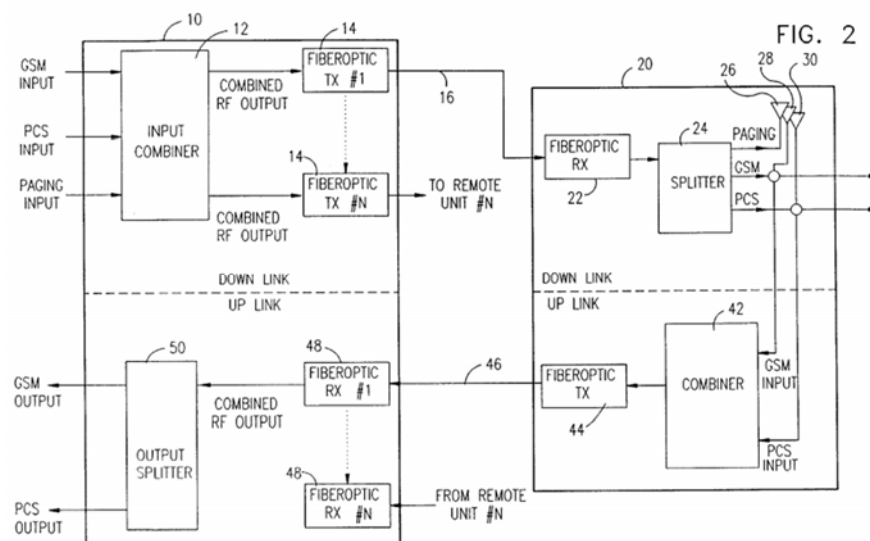 FIG. 2
10
12
14
GSM
INPUT
PCS
INPUT
PAGING
INPUT
INPUT
COMBINER
COMBINED
RF OUTPUT
FIBEROPTIC
TX #1
16
14
FIBEROPTIC
TX #N
COMBINED
RF OUTPUT
TO REMOTE
UNIT #N
DOWN LINK
UP LINK
20
26
28
30
FIBEROPTIC
RX
22
24
SPLITTER
PAGING
GSM
PCS
DOWN LINK
UP LINK
50
GSM
OUTPUT
PCS
OUTPUT
OUTPUT
SPLITTER
COMBINED
RF OUTPUT
48
FIBEROPTIC
RX #1
46
48
FIBEROPTIC
RX #N
FROM REMOTE
UNIT #N
FIBEROPTIC
TX
44
42
COMBINER
GSM
INPUT
PCS
INPUT